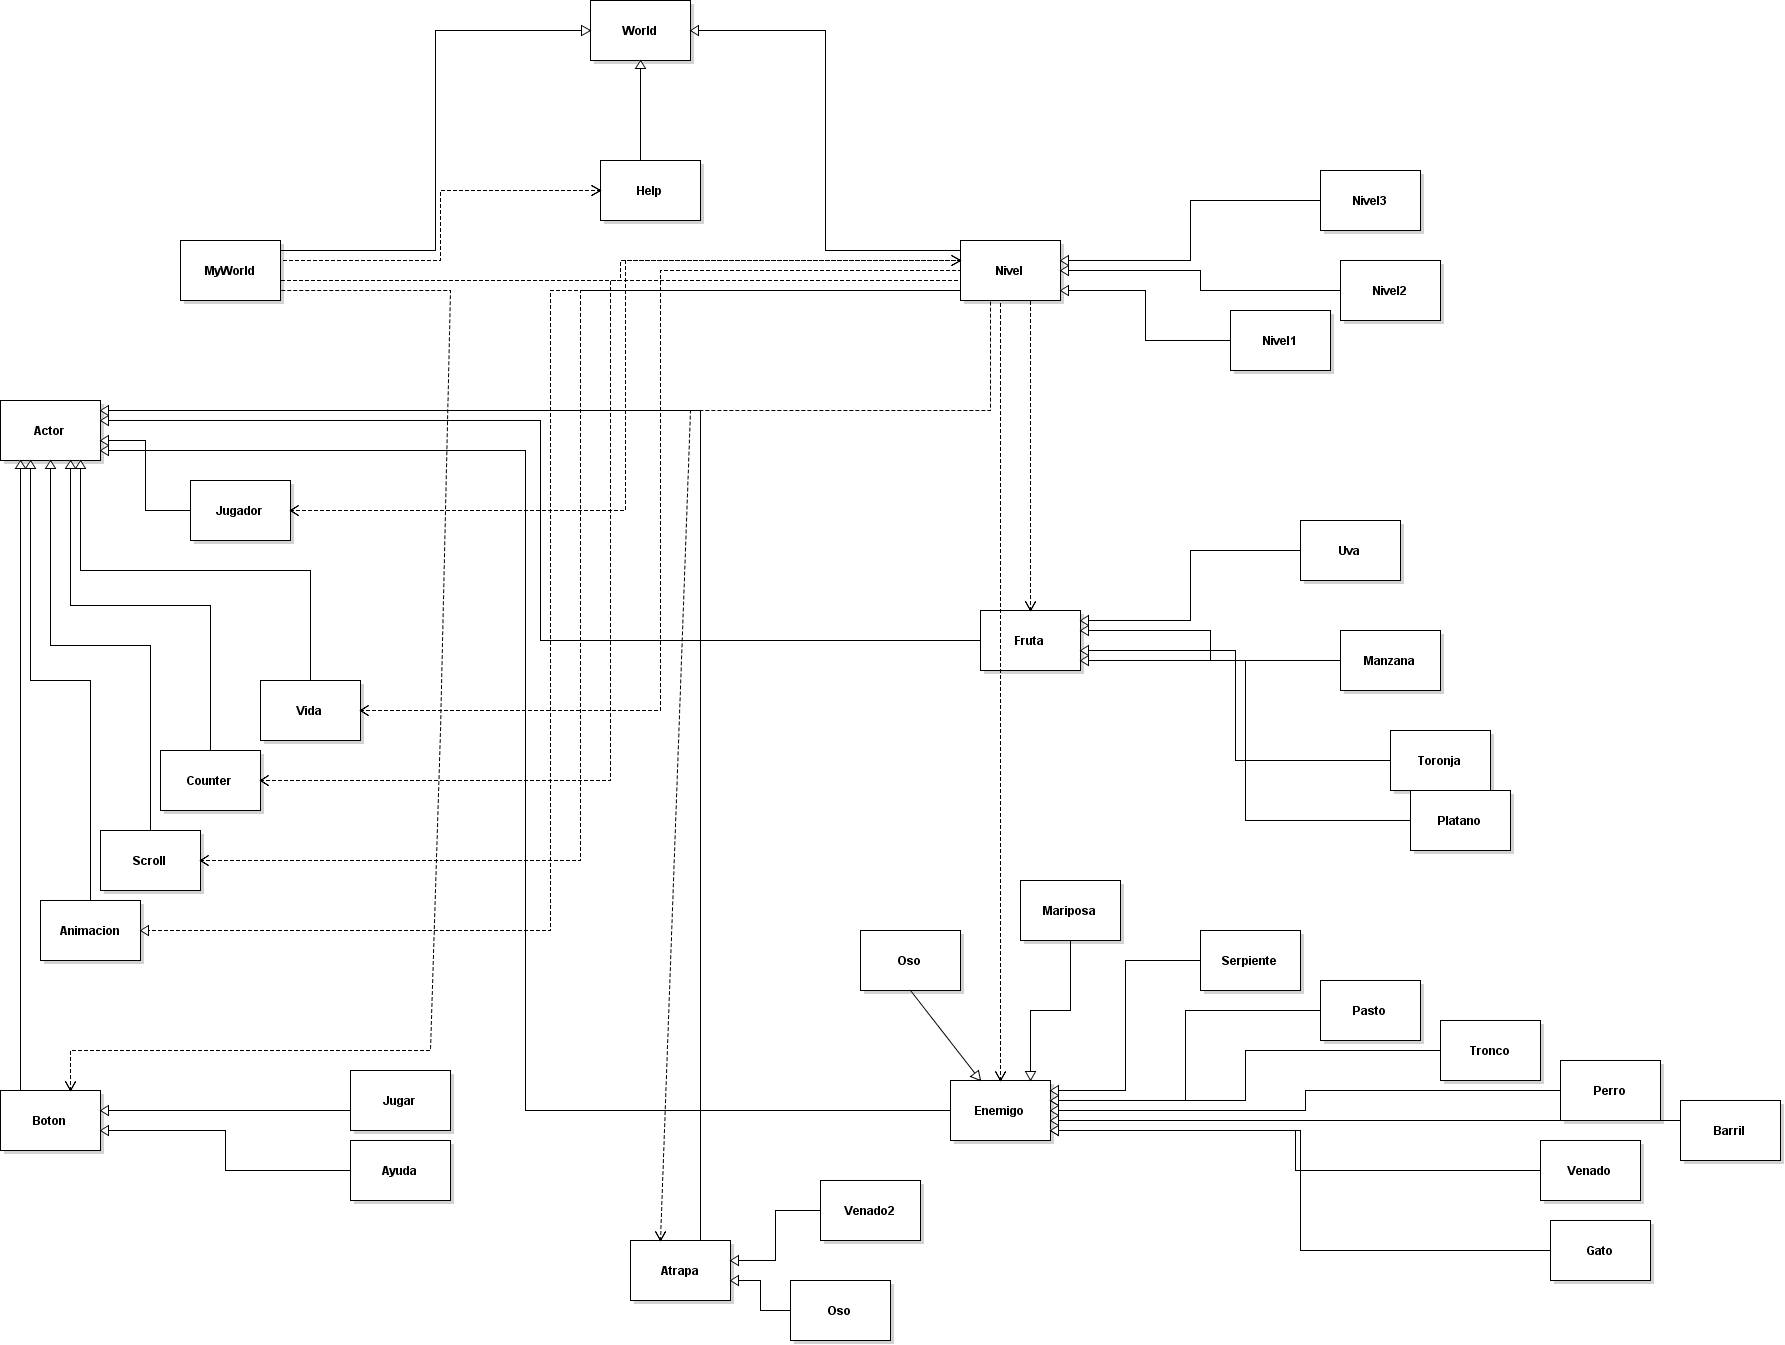 World
Help
Nivel3
MyWorld
Nivel
Nivel2
Nivel1
Actor
Jugador
Uva
Fruta
Manzana
Vida
Toronja
Counter
Platano
Scroll
Mariposa
Animacion
Oso
Serpiente
Pasto
Tronco
Perro
Jugar
Boton
Enemigo
Barril
Ayuda
Venado
Venado2
Gato
Atrapa
Oso